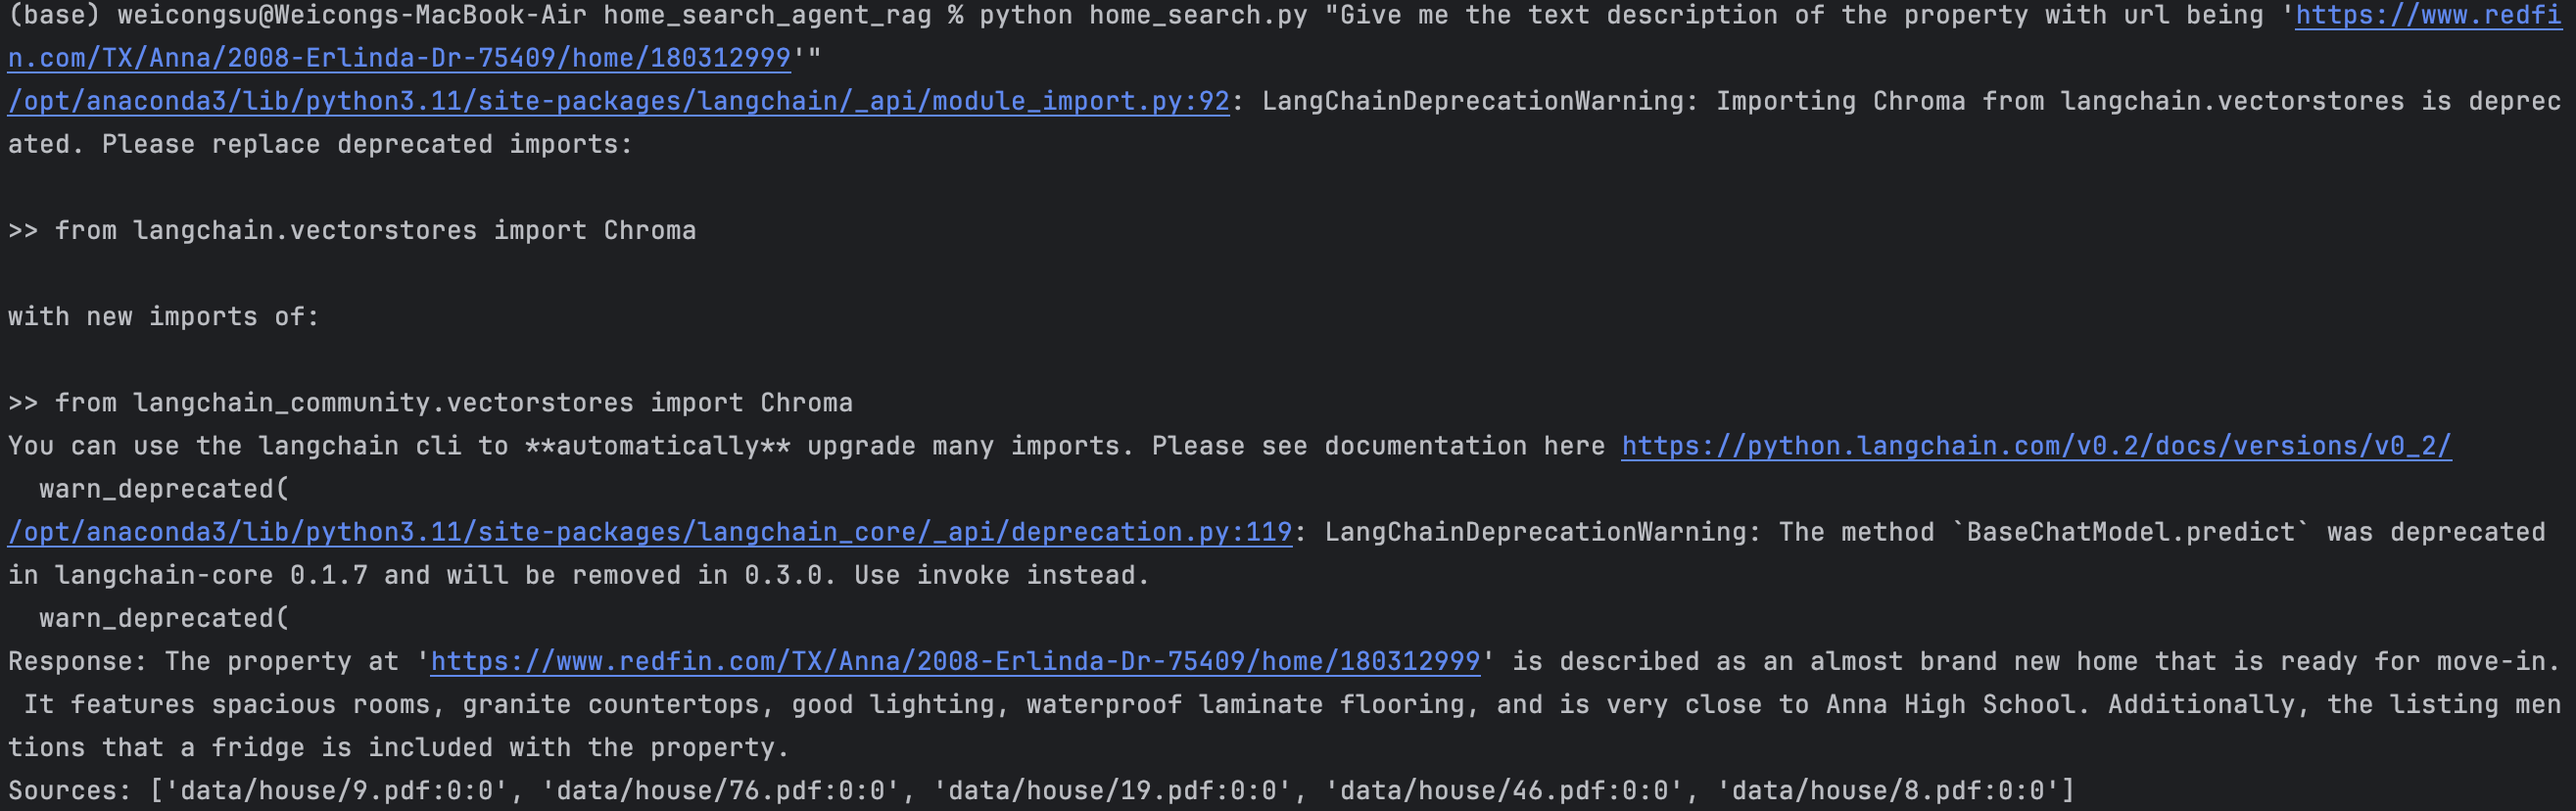 (base) weicongsu@Weicongs-MacBook-Air home_search_agent_rag % python home_search.py "Give me the text description of the property with url being 'https://www.redfi
n.com/TX/Anna/2008-Erlinda-Dr-75409/home/180312999'"
/opt/anaconda3/lib/python3.11/site-packages/langchain/_api/module_import.py:92: LangChainDeprecationWarning: Importing Chroma from langchain.vectorstores is deprec
ated. Please replace deprecated imports:
>> from langchain.vectorstores import Chroma
with new imports of:
>> from langchain_community.vectorstores import Chroma
You can use the langchain cli to **automatically** upgrade many imports. Please see documentation here https://python.langchain.com/v0.2/docs/versions/v0_2/
  warn_deprecated(
/opt/anaconda3/lib/python3.11/site-packages/langchain_core/_api/deprecation.py:119: LangChainDeprecationWarning: The method `BaseChatModel.predict` was deprecated
in langchain-core 0.1.7 and will be removed in 0.3.0. Use invoke instead.
  warn_deprecated(
Response: The property at 'https://www.redfin.com/TX/Anna/2008-Erlinda-Dr-75409/home/180312999' is described as an almost brand new home that is ready for move-in.
 It features spacious rooms, granite countertops, good lighting, waterproof laminate flooring, and is very close to Anna High School. Additionally, the listing men
tions that a fridge is included with the property.
Sources: ['data/house/9.pdf:0:0', 'data/house/76.pdf:0:0', 'data/house/19.pdf:0:0', 'data/house/46.pdf:0:0', 'data/house/8.pdf:0:0']